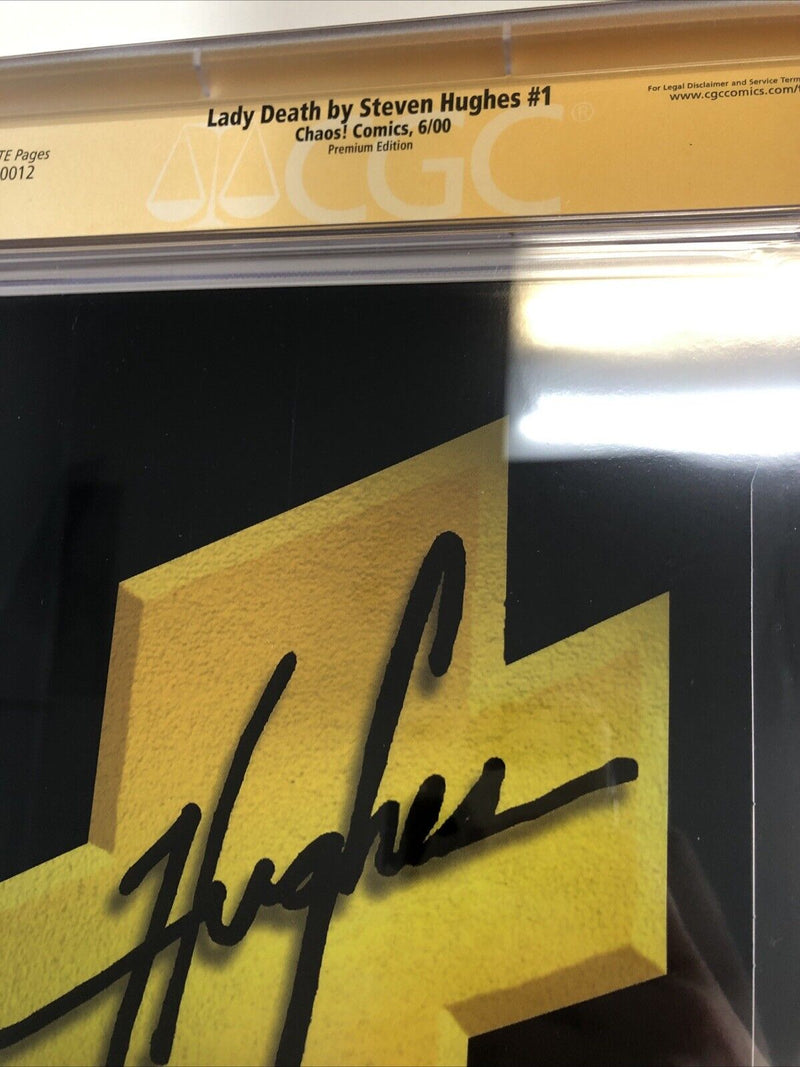 Lady Death by Steven Hughes #1
Chaos! Comics, 6/00
Premium Edition
For Legal Disclaimer and Service Term
www.cgccomics.com/
TE Pages
0012
CGC®
Hughes